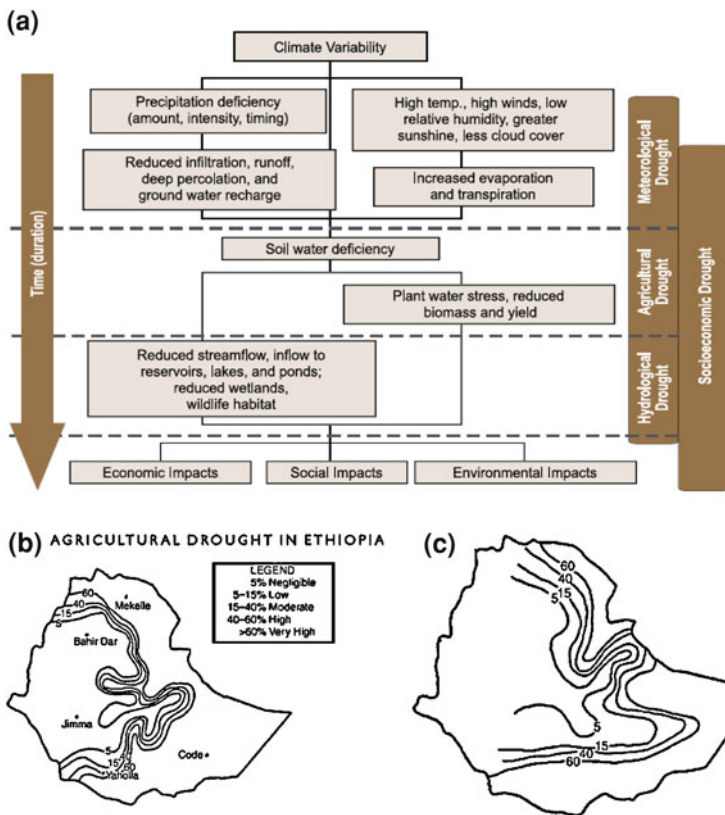 (a)
Climate Variability
Precipitation deficiency
(amount, intensity, timing)
High temp., high winds, low
relative humidity, greater
sunshine, less cloud cover
Reduced infiltration, runoff,
deep percolation, and
ground water recharge
Increased evaporation
and transpiration
Meteorological
Drought
Time (duration)
Soil water deficiency
Plant water stress, reduced
biomass and yield
Agricultural
Drought
Socioeconomic Drought
Reduced streamflow, inflow to
reservoirs, lakes, and ponds;
reduced wetlands,
wildlife habitat
Hydrological
Drought
Economic Impacts
Social Impacts
Environmental Impacts
(b) AGRICULTURAL DROUGHT IN ETHIOPIA
LEGEND
5% Negligible
5-15% Low
15-40% Moderate
40-60% High
>60% Very High
60
40
15
5
Mekelle
Bahir Dar
Jimma
Code
5
15
60
(c)
60
40
5 15
5
15
40
60